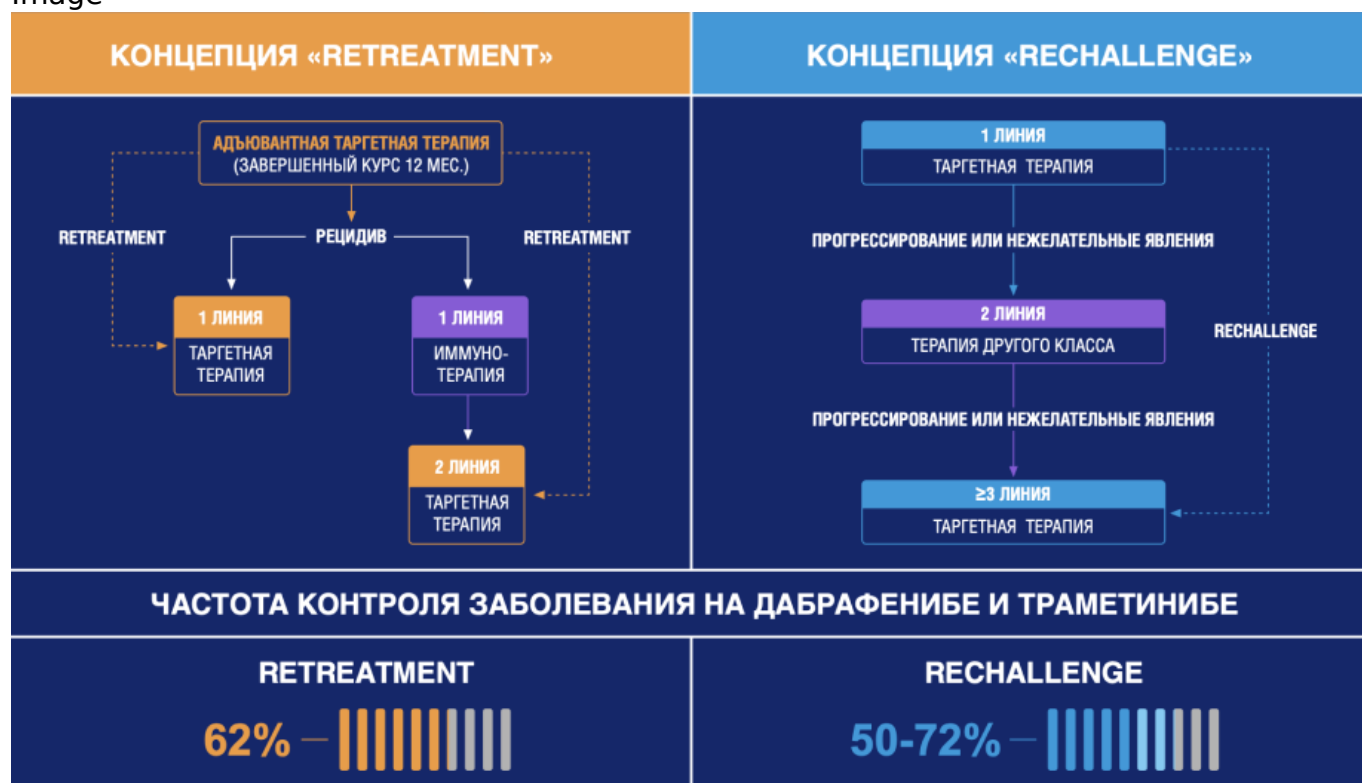 Image
КОНЦЕПЦИЯ «RETREATMENT»
АДЪЮВАНТНАЯ ТАРГЕТНАЯ ТЕРАПИЯ
(ЗАВЕРШЕННЫЙ КУРС 12 МЕС.)
RETREATMENT
РЕЦИДИВ
RETREATMENT
1 ЛИНИЯ
ТАРГЕТНАЯ
ТЕРАПИЯ
1 ЛИНИЯ
ИММУНО-
ТЕРАПИЯ
2 ЛИНИЯ
ТАРГЕТНАЯ
ТЕРАПИЯ
КОНЦЕПЦИЯ «RECHALLENGE»
1 ЛИНИЯ
ТАРГЕТНАЯ ТЕРАПИЯ
ПРОГРЕССИРОВАНИЕ ИЛИ НЕЖЕЛАТЕЛЬНЫЕ ЯВЛЕНИЯ
2 ЛИНИЯ
ТЕРАПИЯ ДРУГОГО КЛАССА
RECHALLENGE
ПРОГРЕССИРОВАНИЕ ИЛИ НЕЖЕЛАТЕЛЬНЫЕ ЯВЛЕНИЯ
≥3 ЛИНИЯ
ТАРГЕТНАЯ ТЕРАПИЯ
ЧАСТОТА КОНТРОЛЯ ЗАБОЛЕВАНИЯ НА ДАБРАФЕНИБЕ И ТРАМЕТИНИБЕ
RETREATMENT
62%
RECHALLENGE
50-72%